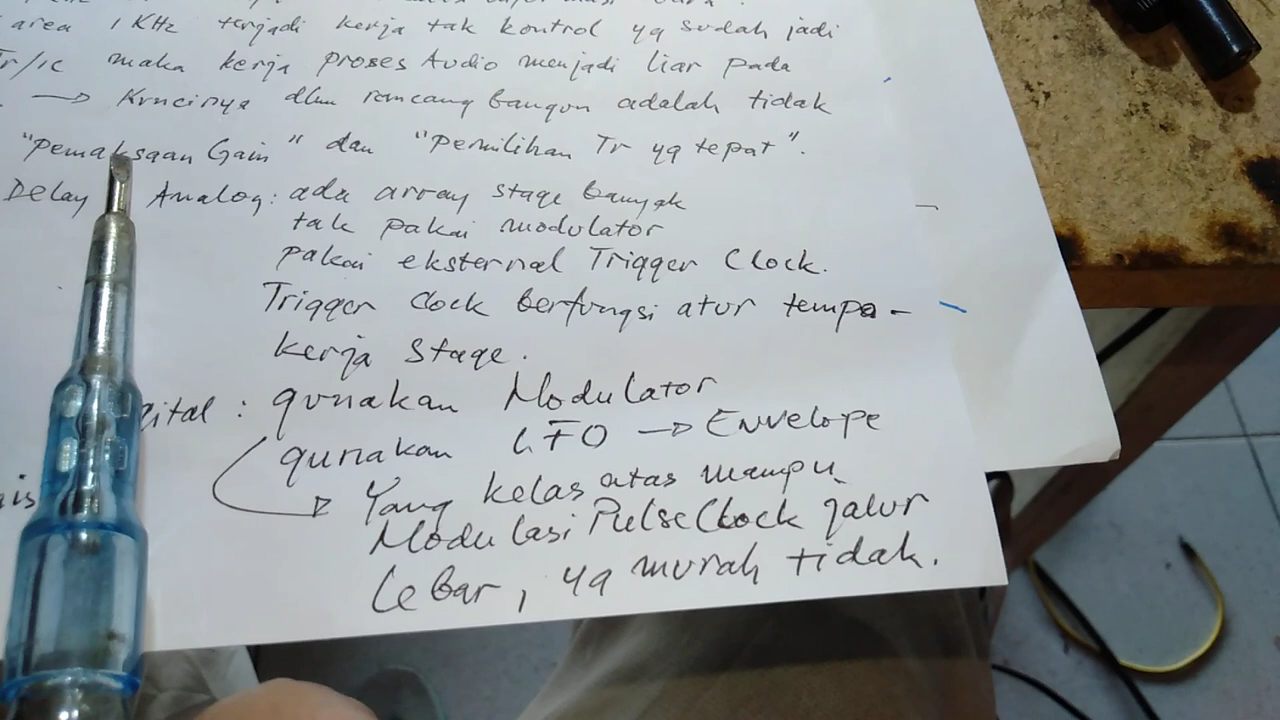 area 1 KHz terjadi kerja tak kontrol yg sudah jadi
Tr/IC maka kerja proses Audio menjadi liar pada
→ Kuncinya dlm rancang bangun adalah tidak
"pemaksaan Gain" dan "pemilihan Tr yg tepat".
Delay Analog: ada array stage banyak
tak pakai modulator
pakai eksternal Trigger Clock.
Trigger Clock berfungsi atur tempo-
kerja stage.
gital: gunakan Modulator
gunakan LFO → Envelope
Yang kelas atas mampu
Modulasi Pulse Clock jalur
Lebar, yg murah tidak.